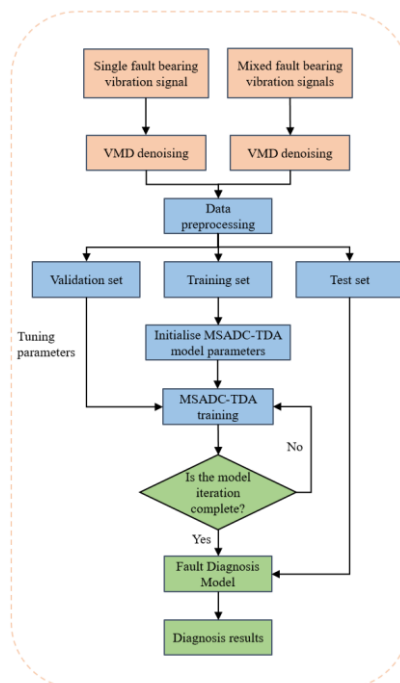 Single fault bearing
vibration signal
Mixed fault bearing
vibration signals
VMD denoising
VMD denoising
Data
preprocessing
Validation set
Training set
Test set
Tuning
parameters
Initialise MSADC-TDA
model parameters
MSADC-TDA
training
No
Is the model
iteration
complete?
Yes
Fault Diagnosis
Model
Diagnosis results